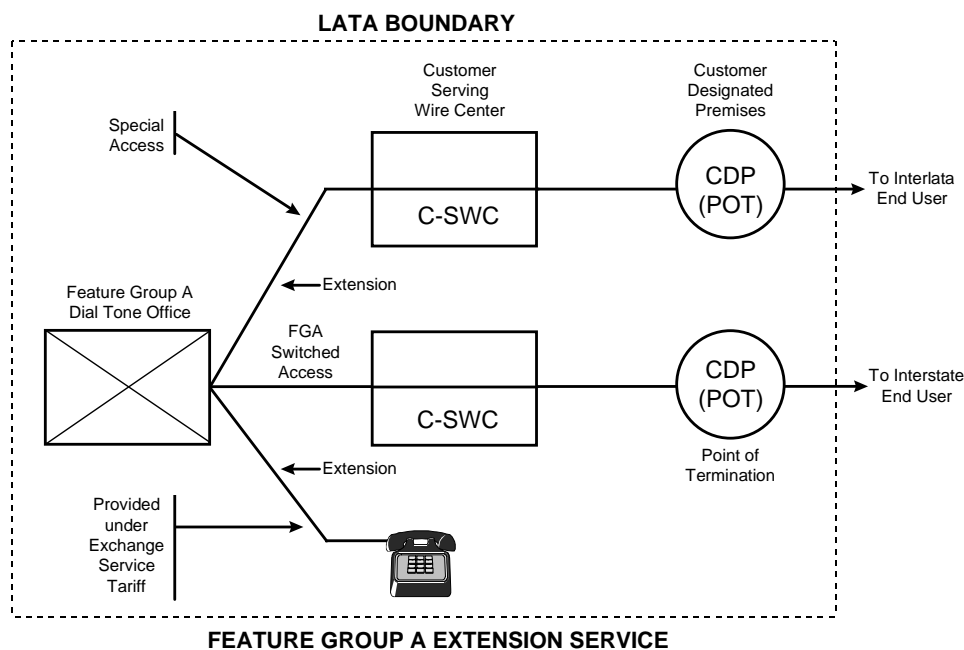 LATA BOUNDARY
Customer
Serving
Wire Center
Customer
Designated
Premises
Special
Access
C-SWC
CDP
(POT)
To Interlata
End User
Extension
Feature Group A
Dial Tone Office
FGA
Switched
Access
C-SWC
CDP
(POT)
To Interstate
End User
Point of
Termination
Extension
Provided
under
Exchange
Service
Tariff
FEATURE GROUP A EXTENSION SERVICE